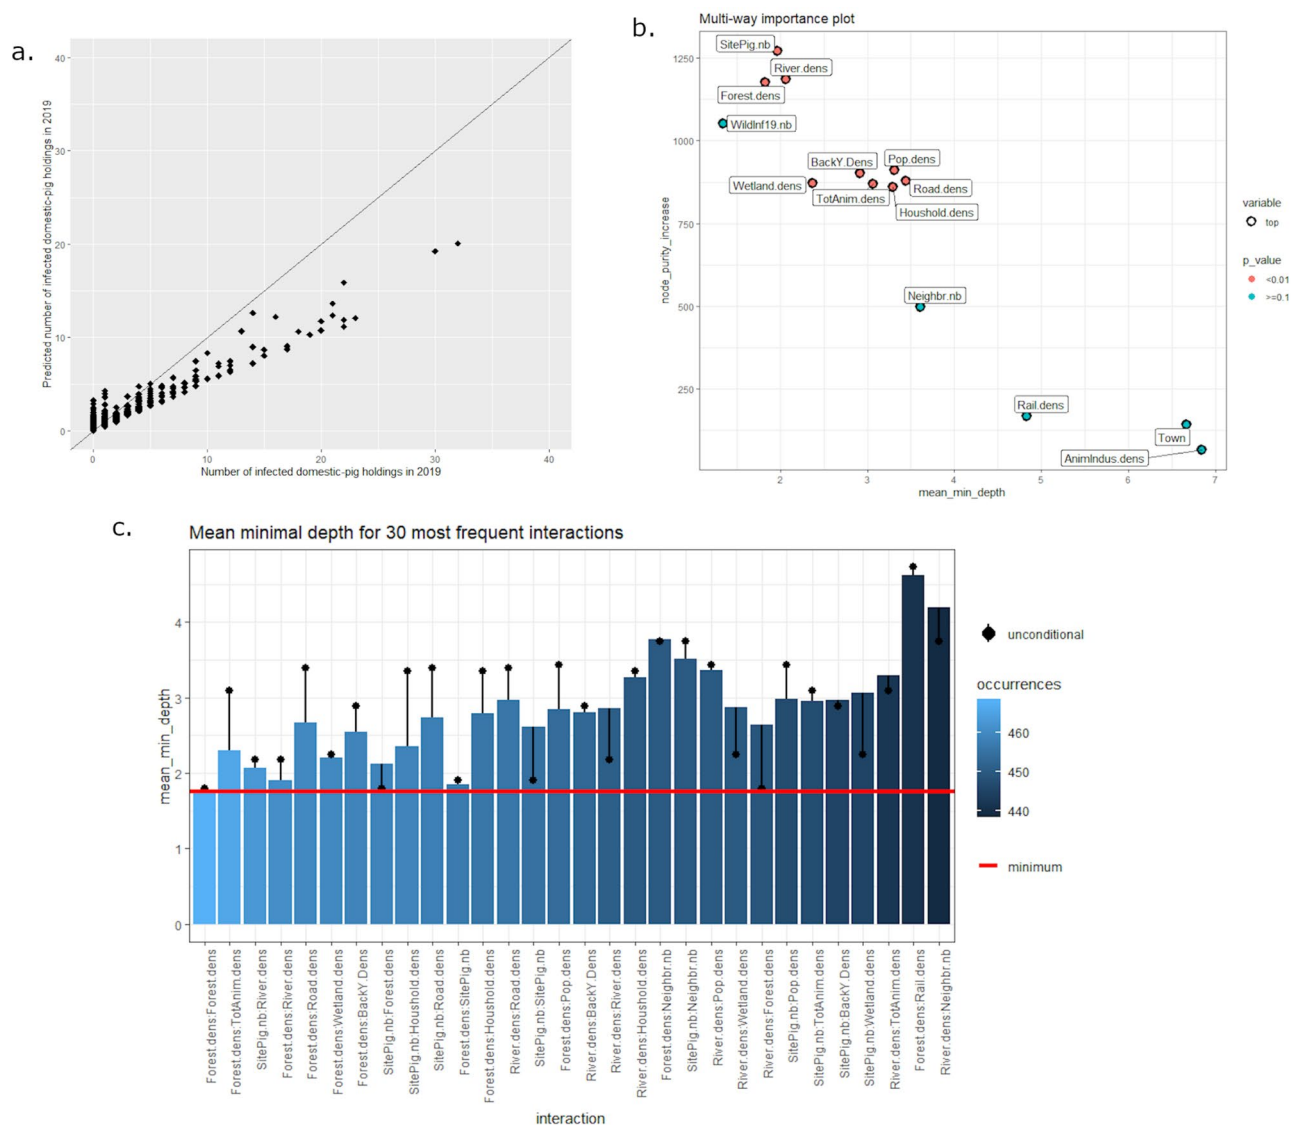 a.
Predicted number of infected domestic-pig holdings in 2019
40
30
20
10
0
0
10
20
30
40
Number of infected domestic-pig holdings in 2019
b.
Multi-way importance plot
node_purity_increase
1250
1000
750
500
250
SitePig.nb
River.dens
Forest.dens
WildInf19.nb
BackY.Dens
Pop.dens
Wetland.dens
Road.dens
TotAnim.dens
Houshold.dens
Neighbr.nb
Rail.dens
Town
AnimIndus.dens
2
3
4
5
6
7
mean_min_depth
variable
top
p_value
<0.01
>=0.1
c.
Mean minimal depth for 30 most frequent interactions
mean_min_depth
4
3
2
1
0
Forest.dens:Forest.dens
Forest.dens:TotAnim.dens
SitePig.nb:River.dens
Forest.dens:River.dens
Forest.dens:Road.dens
Forest.dens:Wetland.dens
Forest.dens:BackY.Dens
SitePig.nb:Forest.dens
SitePig.nb:Houshold.dens
SitePig.nb:Road.dens
Forest.dens:SitePig.nb
Forest.dens:Houshold.dens
River.dens:Road.dens
SitePig.nb:SitePig.nb
Forest.dens:Pop.dens
River.dens:BackY.Dens
River.dens:River.dens
River.dens:Houshold.dens
Forest.dens:Neighbr.nb
SitePig.nb:Neighbr.nb
River.dens:Pop.dens
River.dens:Wetland.dens
River.dens:Forest.dens
SitePig.nb:Pop.dens
SitePig.nb:TotAnim.dens
SitePig.nb:BackY.Dens
SitePig.nb:Wetland.dens
River.dens:TotAnim.dens
Forest.dens:Rail.dens
River.dens:Neighbr.nb
interaction
unconditional
occurrences
460
450
440
minimum